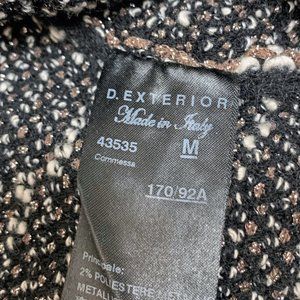 D.EXTERIOR
Made in Italy
43535 M
Commessa
170/92A
Principale:
2% POLIESTERE
METALL